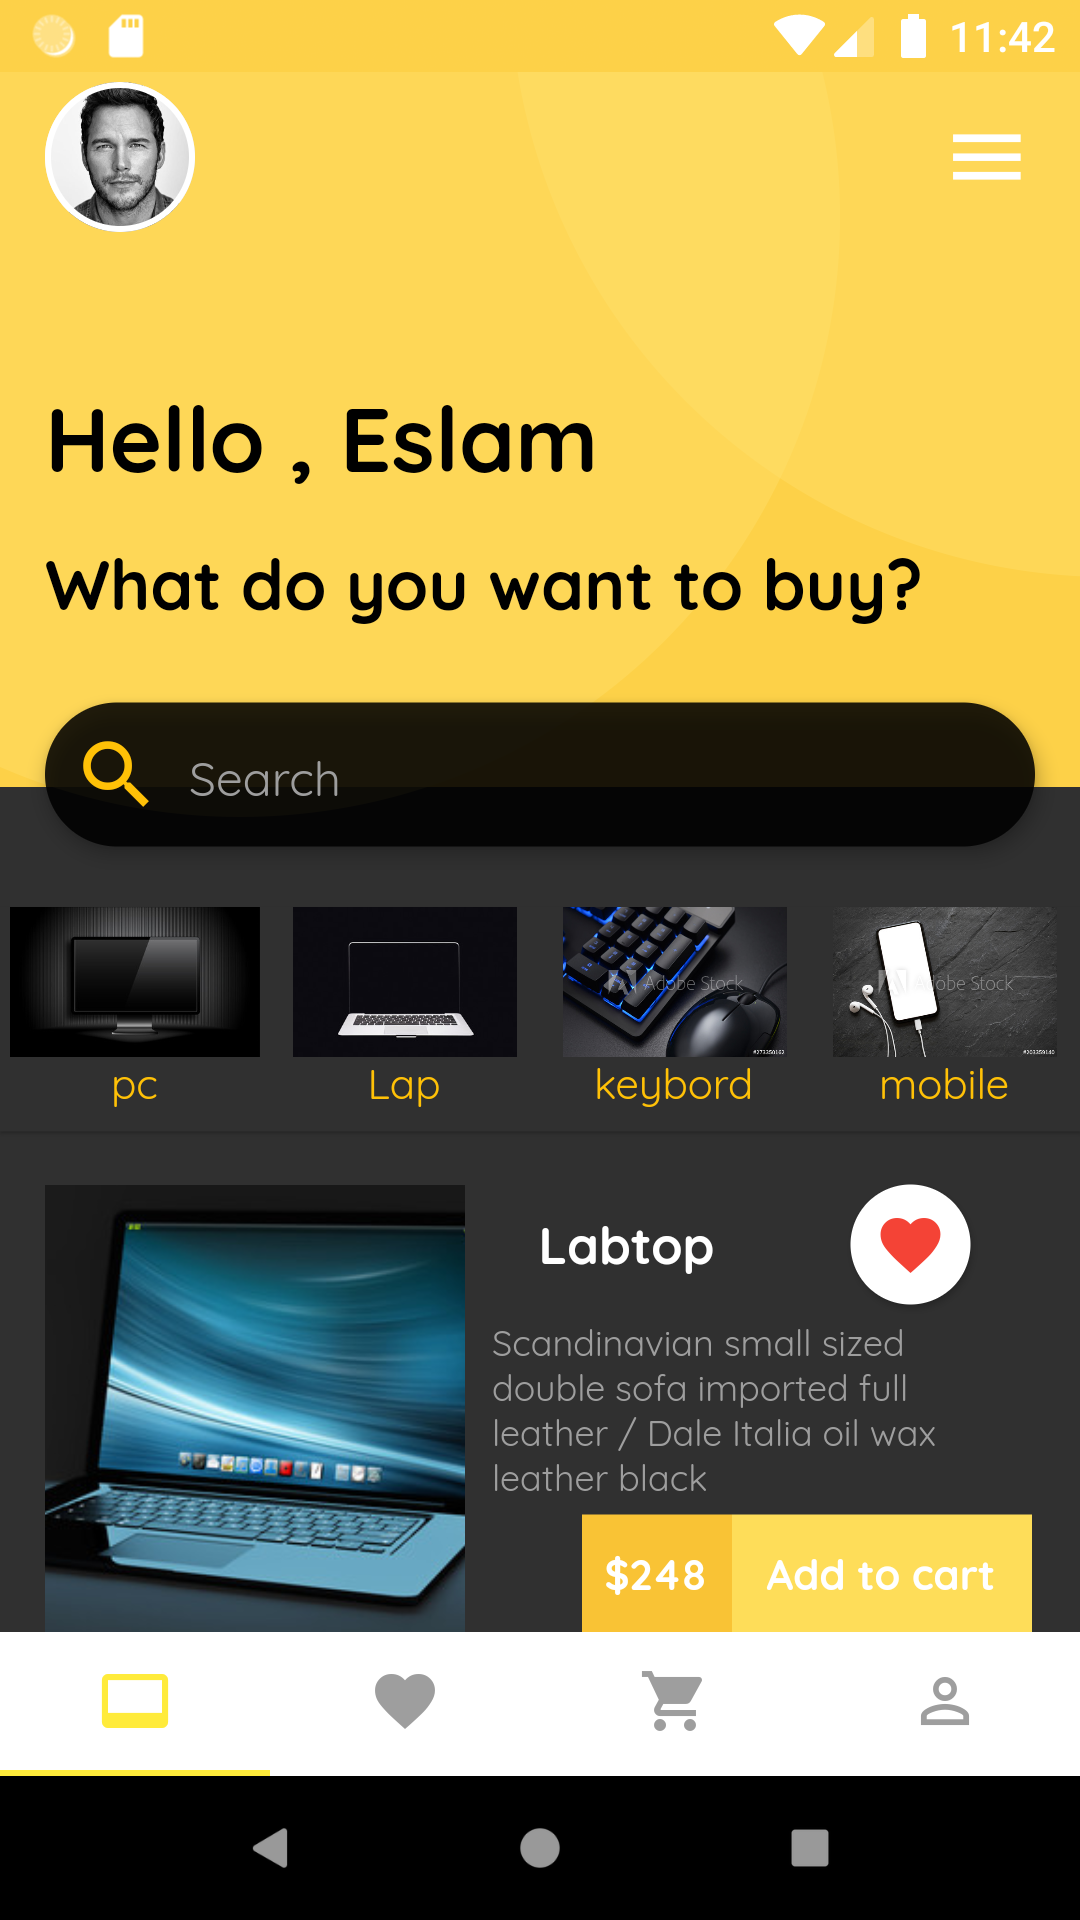 11:42
Hello , Eslam
What do you want to buy?
Search
Adobe Stock
Adobe Stock
#273350162
#203359140
pc
Lap
keybord
mobile
Labtop
Scandinavian small sized
double sofa imported full
leather / Dale Italia oil wax
leather black
$248
Add to cart